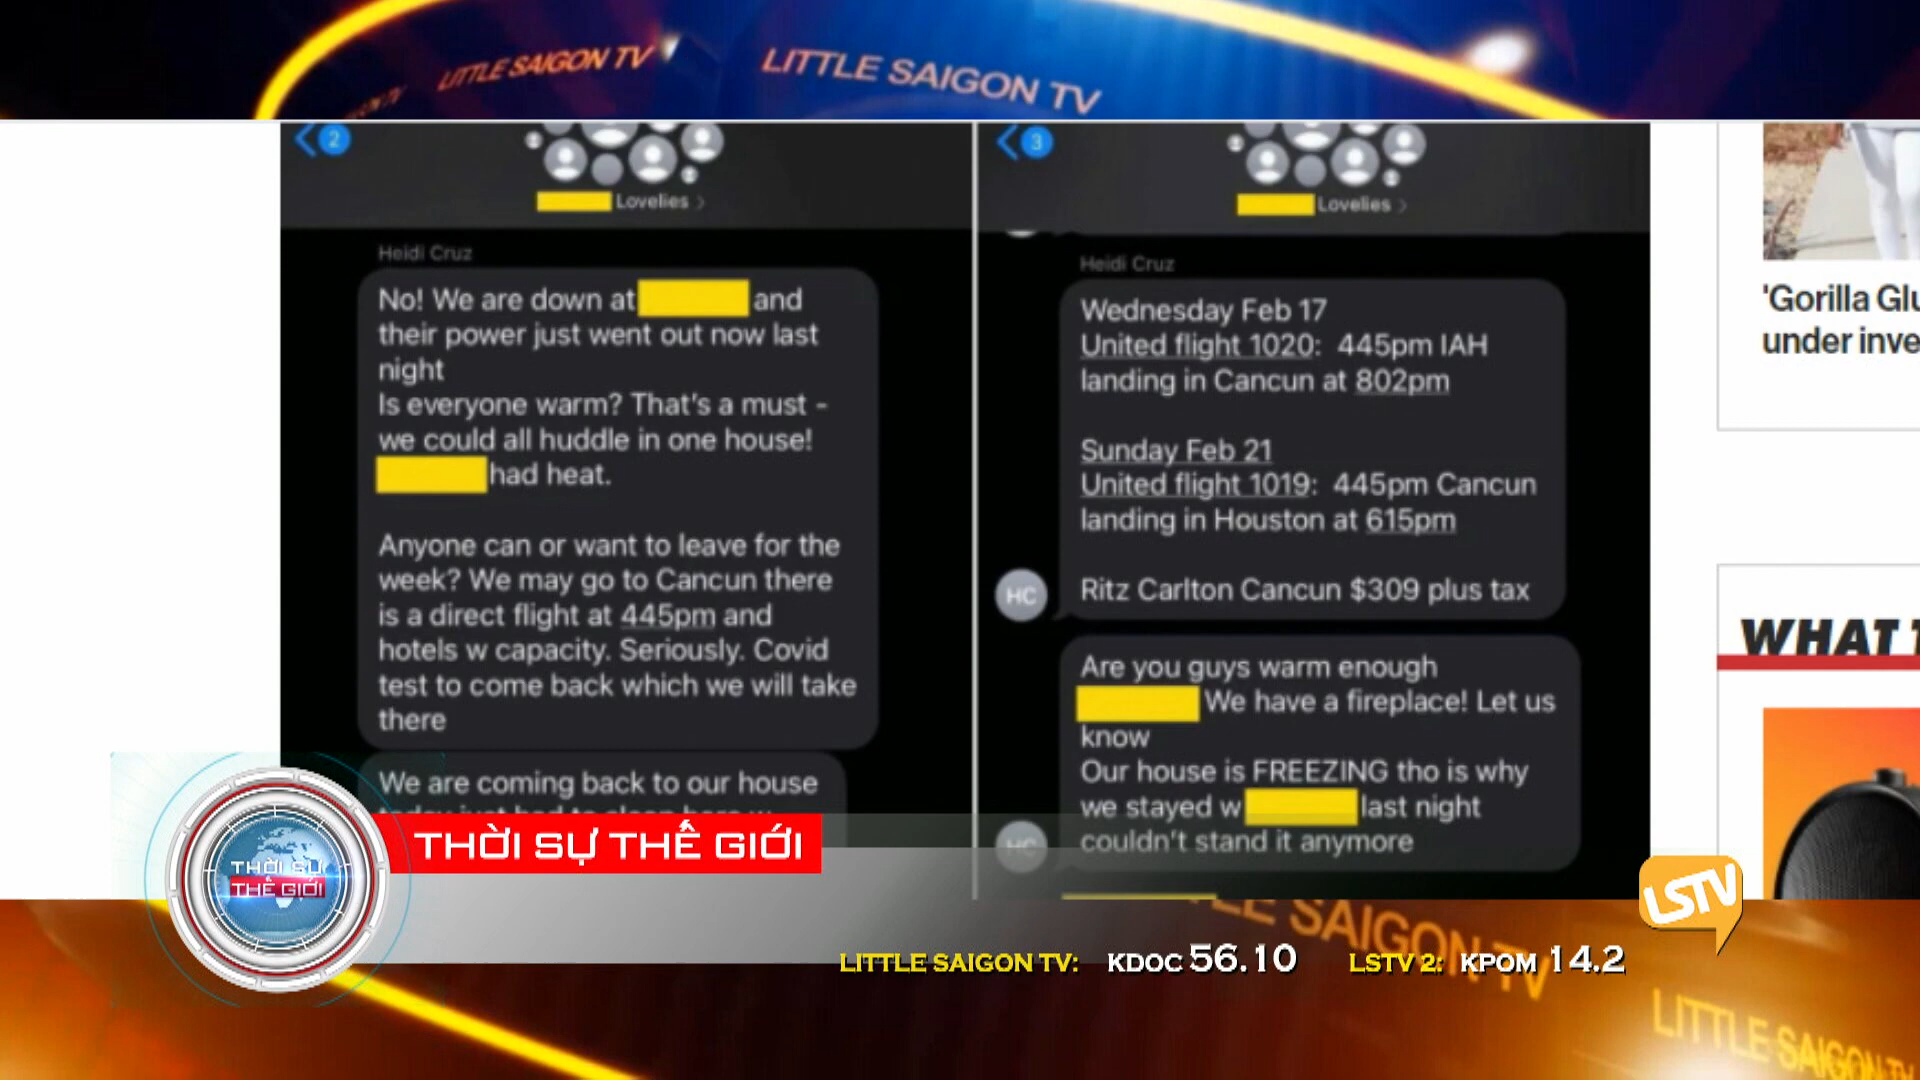 LITTLE SAIGON TV
LITTLE SAIGON TV
2
Lovelies
Heidi Cruz
No! We are down at and
their power just went out now last
night
Is everyone warm? That's a must -
we could all huddle in one house!
had heat.
Anyone can or want to leave for the
week? We may go to Cancun there
is a direct flight at 445pm and
hotels w capacity. Seriously. Covid
test to come back which we will take
there
We are coming back to our house
3
Lovelies
Heidi Cruz
Wednesday Feb 17
United flight 1020: 445pm IAH
landing in Cancun at 802pm
Sunday Feb 21
United flight 1019: 445pm Cancun
landing in Houston at 615pm
Ritz Carlton Cancun $309 plus tax
HC
Are you guys warm enough
We have a fireplace! Let us
know
Our house is FREEZING tho is why
we stayed w last night
couldn't stand it anymore
HC
'Gorilla Glu
under inve
WHAT
THỜI SỰ THẾ GIỚI
THỜI SỰ
THẾ GIỚI
LSTV
LITTLE SAIGON TV: KDOC 56.10 LSTV 2: KPOM 14.2
SAIGON TV
LITTLE SAIGON TV